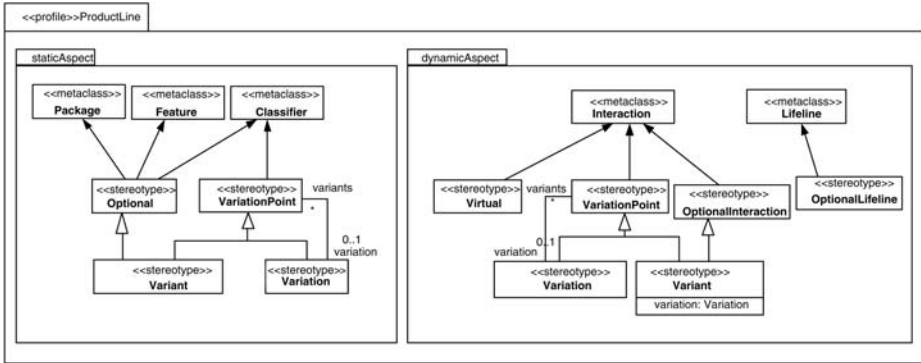 <<profile>>ProductLine
staticAspect
<<metaclass>>
Package
<<metaclass>>
Feature
<<metaclass>>
Classifier
<<stereotype>>
Optional
<<stereotype>>
VariationPoint
variants
*
0..1
variation
<<stereotype>>
Variant
<<stereotype>>
Variation
dynamicAspect
<<metaclass>>
Interaction
<<metaclass>>
Lifeline
<<stereotype>>
Virtual
variants
*
<<stereotype>>
VariationPoint
<<stereotype>>
OptionalInteraction
<<stereotype>>
OptionalLifeline
0..1
variation
<<stereotype>>
Variation
<<stereotype>>
Variant
variation: Variation